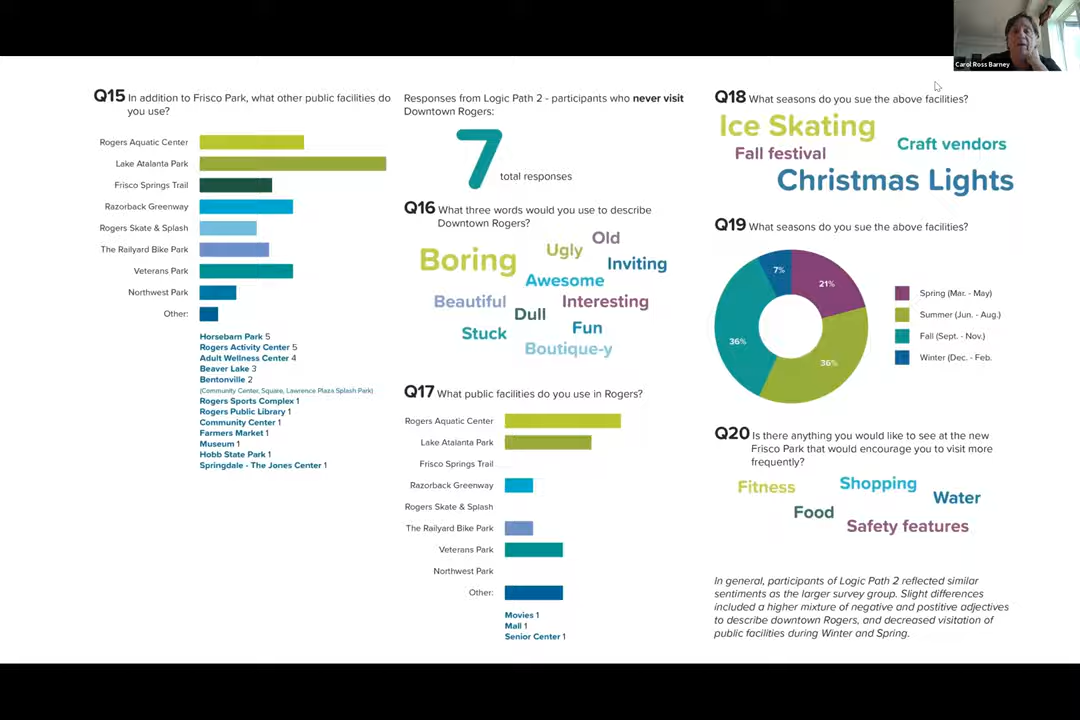 Carol Ross Barney
Q15 In addition to Frisco Park, what other public facilities do
you use?
Rogers Aquatic Center
Lake Atalanta Park
Frisco Springs Trail
Razorback Greenway
Rogers Skate & Splash
The Railyard Bike Park
Veterans Park
Northwest Park
Other:
Horsebarn Park 5
Rogers Activity Center 5
Adult Wellness Center 4
Beaver Lake 3
Bentonville 2
(Community Center, Square, Lawrence Plaza Splash Park)
Rogers Sports Complex 1
Rogers Public Library 1
Community Center 1
Farmers Market 1
Museum 1
Hobb State Park 1
Springdale - The Jones Center 1
Responses from Logic Path 2 - participants who never visit
Downtown Rogers:
7 total responses
Q16 What three words would you use to describe
Downtown Rogers?
Old
Ugly
Boring
Inviting
Awesome
Beautiful
Interesting
Dull
Fun
Stuck
Boutique-y
Q17 What public facilities do you use in Rogers?
Rogers Aquatic Center
Lake Atalanta Park
Frisco Springs Trail
Razorback Greenway
Rogers Skate & Splash
The Railyard Bike Park
Veterans Park
Northwest Park
Other:
Movies 1
Mall 1
Senior Center 1
Q18 What seasons do you sue the above facilities?
Ice Skating
Craft vendors
Fall festival
Christmas Lights
Q19 What seasons do you sue the above facilities?
7%
21%
36%
36%
Spring (Mar. - May)
Summer (Jun. - Aug.)
Fall (Sept. - Nov.)
Winter (Dec. - Feb.
Q20 Is there anything you would like to see at the new
Frisco Park that would encourage you to visit more
frequently?
Fitness
Shopping
Water
Food
Safety features
In general, participants of Logic Path 2 reflected similar
sentiments as the larger survey group. Slight differences
included a higher mixture of negative and postitive adjectives
to describe downtown Rogers, and decreased visitation of
public facilities during Winter and Spring.